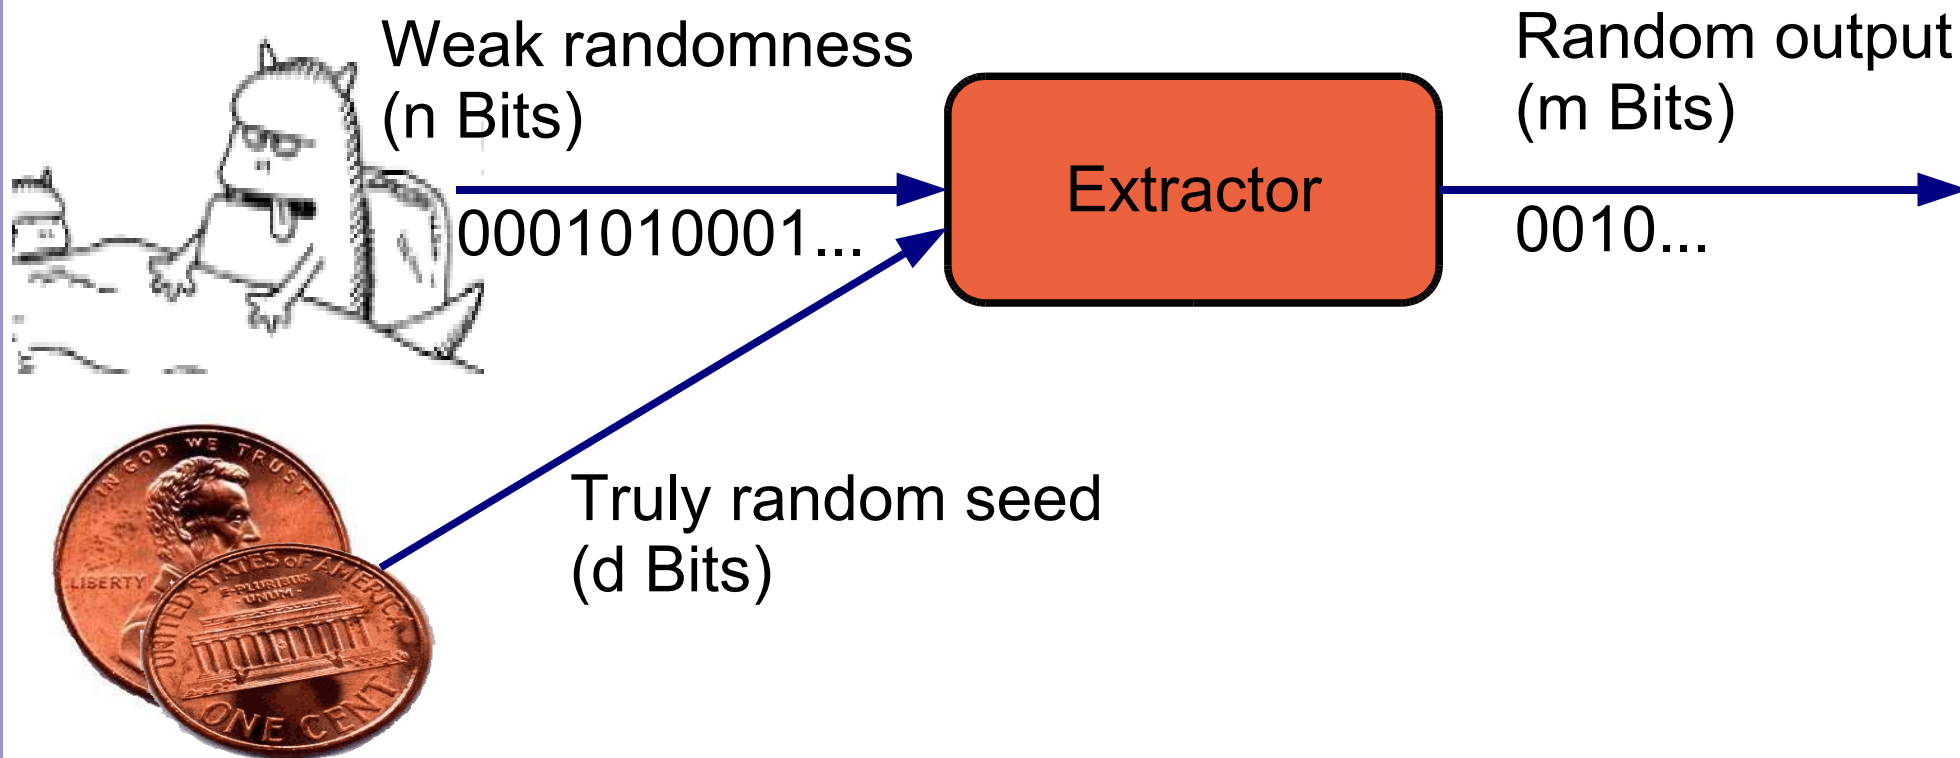 Weak randomness
(n Bits)
0001010001...
Extractor
Random output
(m Bits)
0010...
Truly random seed
(d Bits)
IN GOD WE TRUST
LIBERTY
UNITED STATES OF AMERICA
E·PLURIBUS
UNUM
ONE CENT